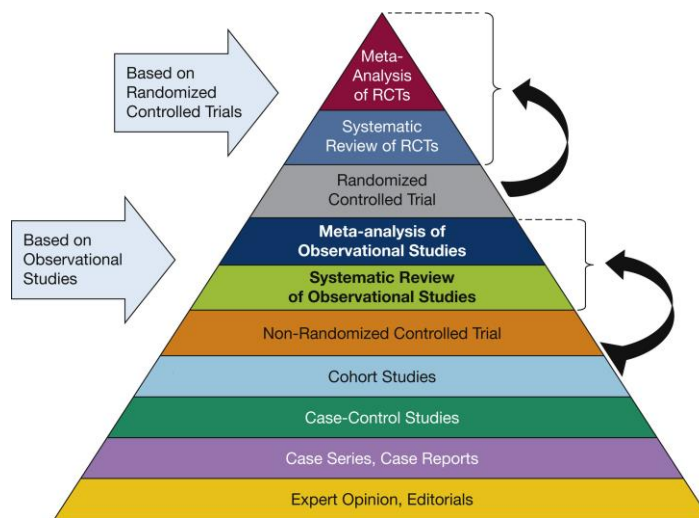 Based on
Randomized
Controlled Trials
Meta-
Analysis
of RCTs
Systematic
Review of RCTs
Randomized
Controlled Trial
Based on
Observational
Studies
Meta-analysis of
Observational Studies
Systematic Review
of Observational Studies
Non-Randomized Controlled Trial
Cohort Studies
Case-Control Studies
Case Series, Case Reports
Expert Opinion, Editorials